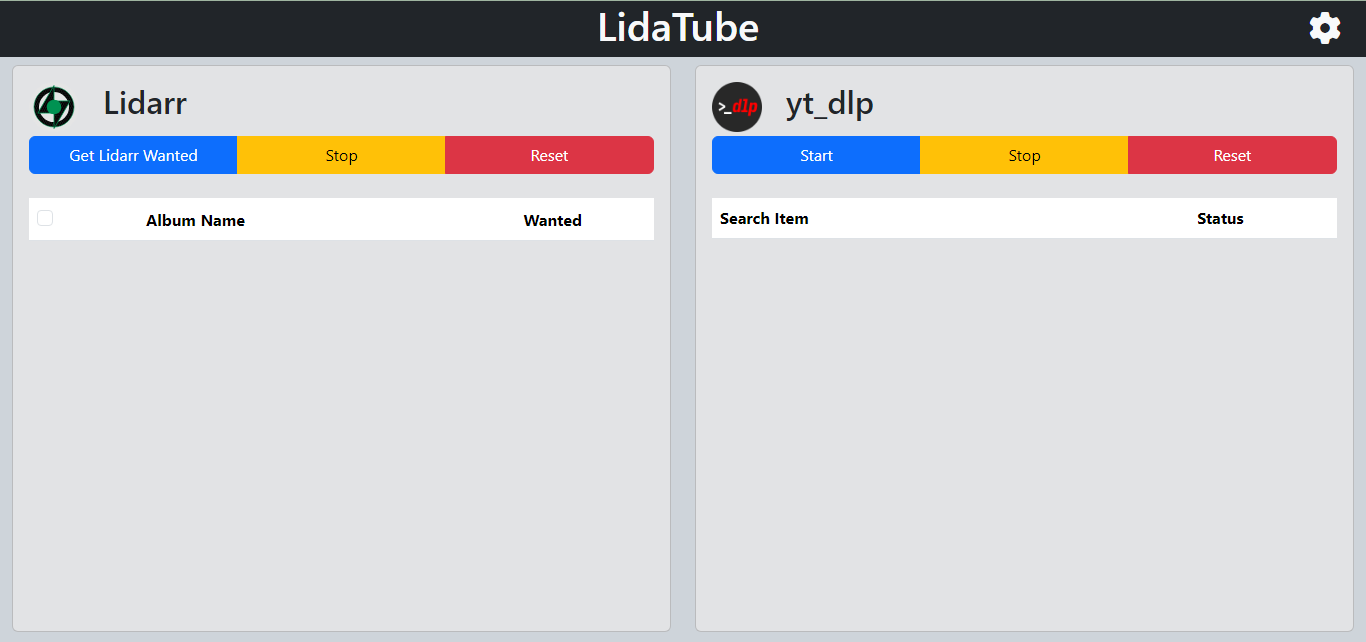 LidaTube
Lidarr
Get Lidarr Wanted Stop Reset
Album Name Wanted
>_dlp yt_dlp
Start Stop Reset
Search Item Status